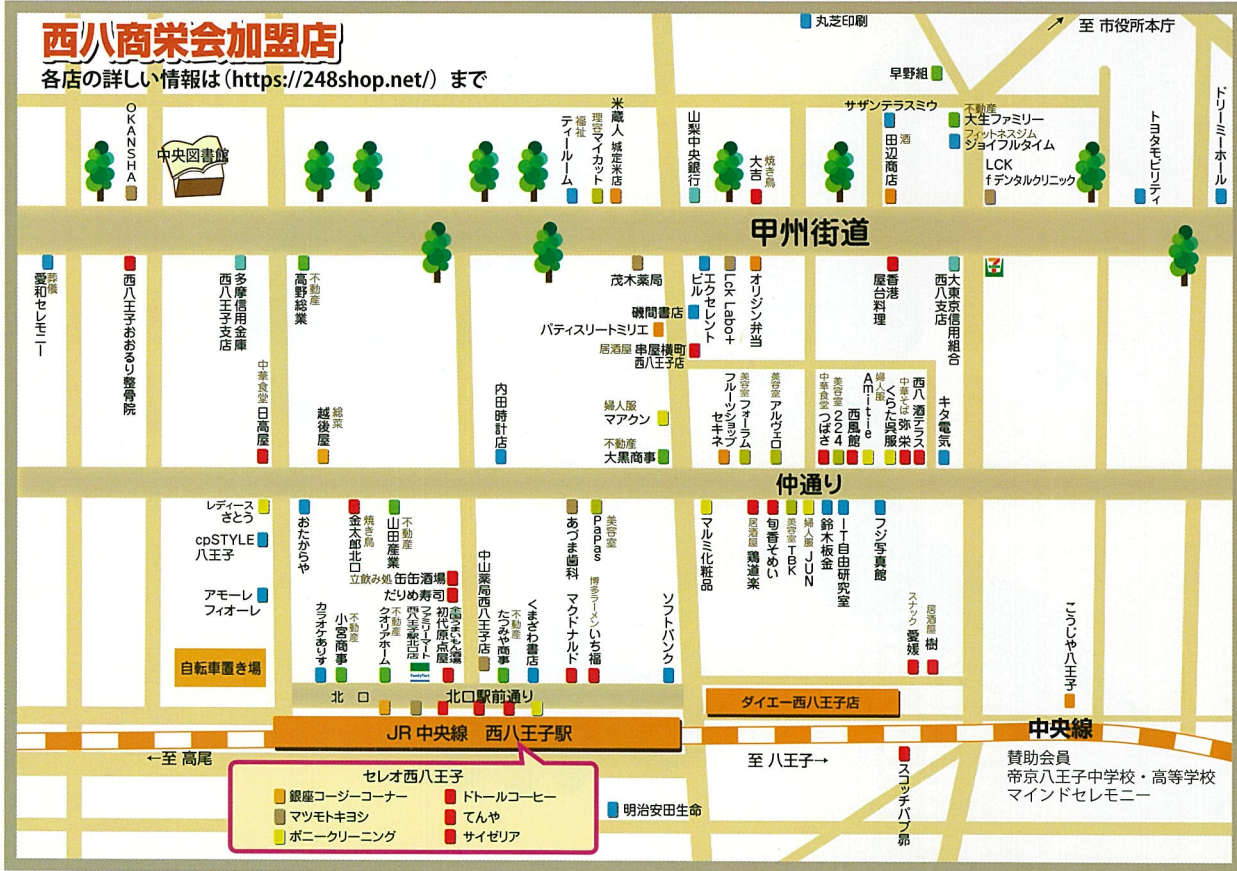 西八商栄会加盟店
各店の詳しい情報は(https://248shop.net/) まで
丸芝印刷
至 市役所本庁
早野組
OKANSHA
中央図書館
福祉
ティールーム
理容 マイカット
米蔵人 城定米店
山梨中央銀行
焼き鳥
大吉
サザンテラスミウ
酒
田辺商店
不動産
大生ファミリー
フィットネスジム
ジョイフルタイム
LCK
f デンタルクリニック
トヨタモビリティ
ドリーミーホール
甲州街道
葬儀
愛和セレモニー
西八王子おおるり整骨院
多摩信用金庫
西八王子支店
不動産
高野総業
茂木薬局
エクセレント
ビル
Lck Labo+
オリジン弁当
磯間書店
パティスリートミリエ
居酒屋 串屋横町
西八王子店
香港
屋台料理
大東京信用組合
西八支店
7
中華食堂 日高屋
総菜
越後屋
内田時計店
婦人服
マアクン
不動産
大黒商事
フルーツショップ
セキネ
美容室 フォーラム
美容室 アルヴェロ
中華食堂 つばさ
美容室 224
西風館
Amitie
婦人服
くらた呉服
中華そば 弥栄
西八 酒テラス
キタ電気
仲通り
レディース
さとう
cpSTYLE
八王子
アモーレ
フィオーレ
おたからや
焼き鳥
金太郎北口
不動産
山田産業
立飲み処 缶缶酒場
だりめ寿司
中山薬局西八王子店
あづま歯科
美容室
PaPas
マルミ化粧品
居酒屋 鶏道楽
旬香そめい
美容室 TBK
婦人服 JUN
鈴木板金
IT自由研究室
フジ写真館
カラオケありす
不動産
小宮商事
不動産
クオリアホーム
ファミリーマート
西八王子駅北口店
FamilyMart
全国うまいもん酒場
初代原点屋
不動産
たつみや商事
くまざわ書店
マクドナルド
博多ラーメン いち福
ソフトバンク
スナック 愛媛
居酒屋 樹
こうじや八王子
自転車置き場
北 口
北口駅前通り
ダイエー西八王子店
JR 中央線 西八王子駅
中央線
←至 高尾
至 八王子→
賛助会員
帝京八王子中学校・高等学校
マインドセレモニー
スコッチパブ昴
セレオ西八王子
銀座コージーコーナー
ドトールコーヒー
マツモトキヨシ
てんや
ポニークリーニング
サイゼリア
明治安田生命